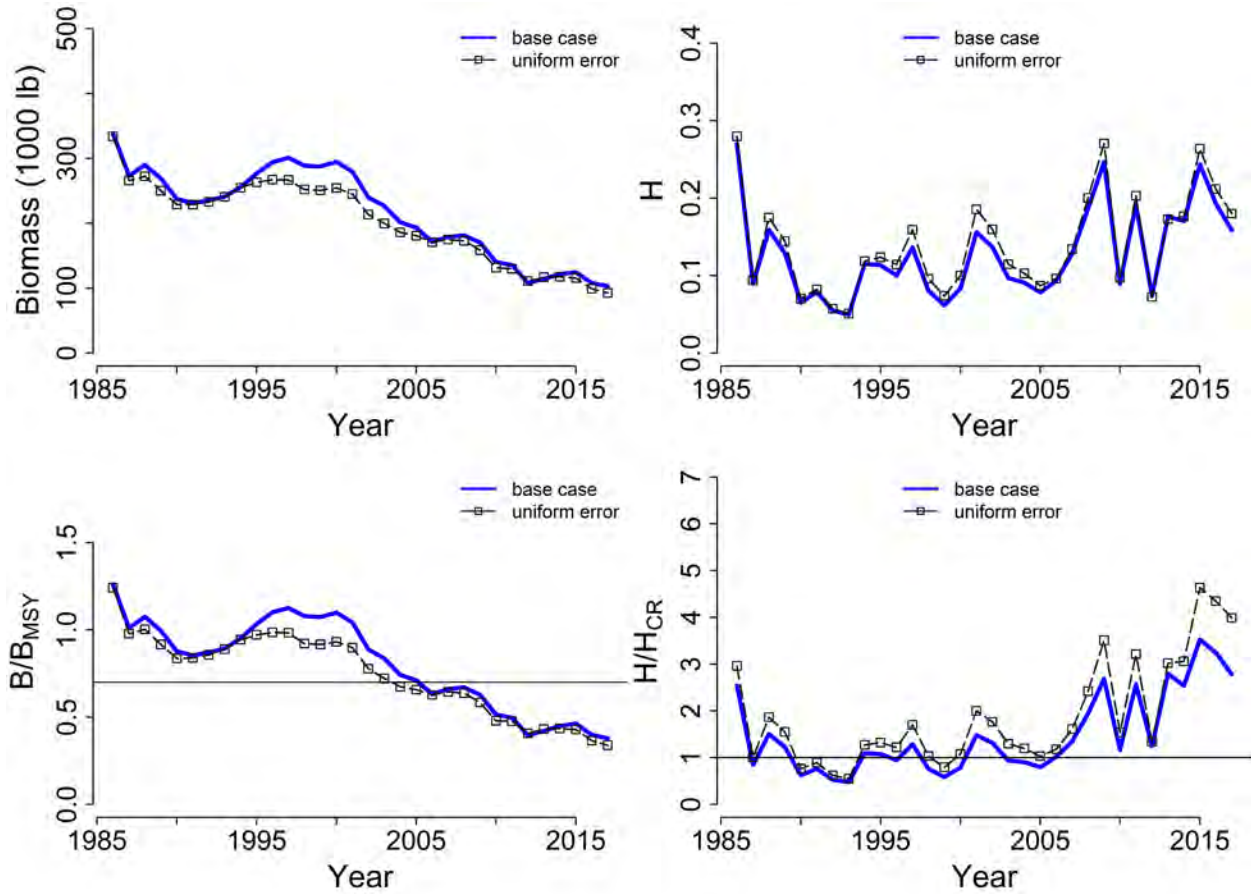 base case
uniform error
500
300
100
0
Biomass (1000 lb)
1985 1995 2005 2015
Year
base case
uniform error
0.4
0.3
0.2
0.1
0.0
H
1985 1995 2005 2015
Year
base case
uniform error
1.5
1.0
0.5
0.0
B/BMSY
1985 1995 2005 2015
Year
base case
uniform error
7
6
5
4
3
2
1
0
H/HCR
1985 1995 2005 2015
Year